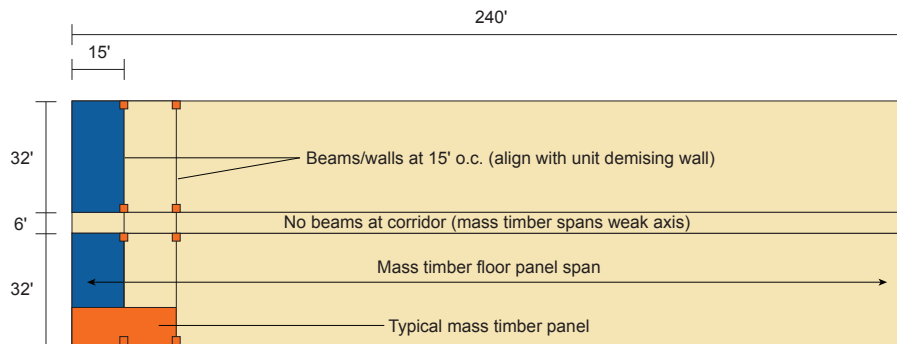 240'
15'
32'
Beams/walls at 15' o.c. (align with unit demising wall)
6'
No beams at corridor (mass timber spans weak axis)
Mass timber floor panel span
32'
Typical mass timber panel